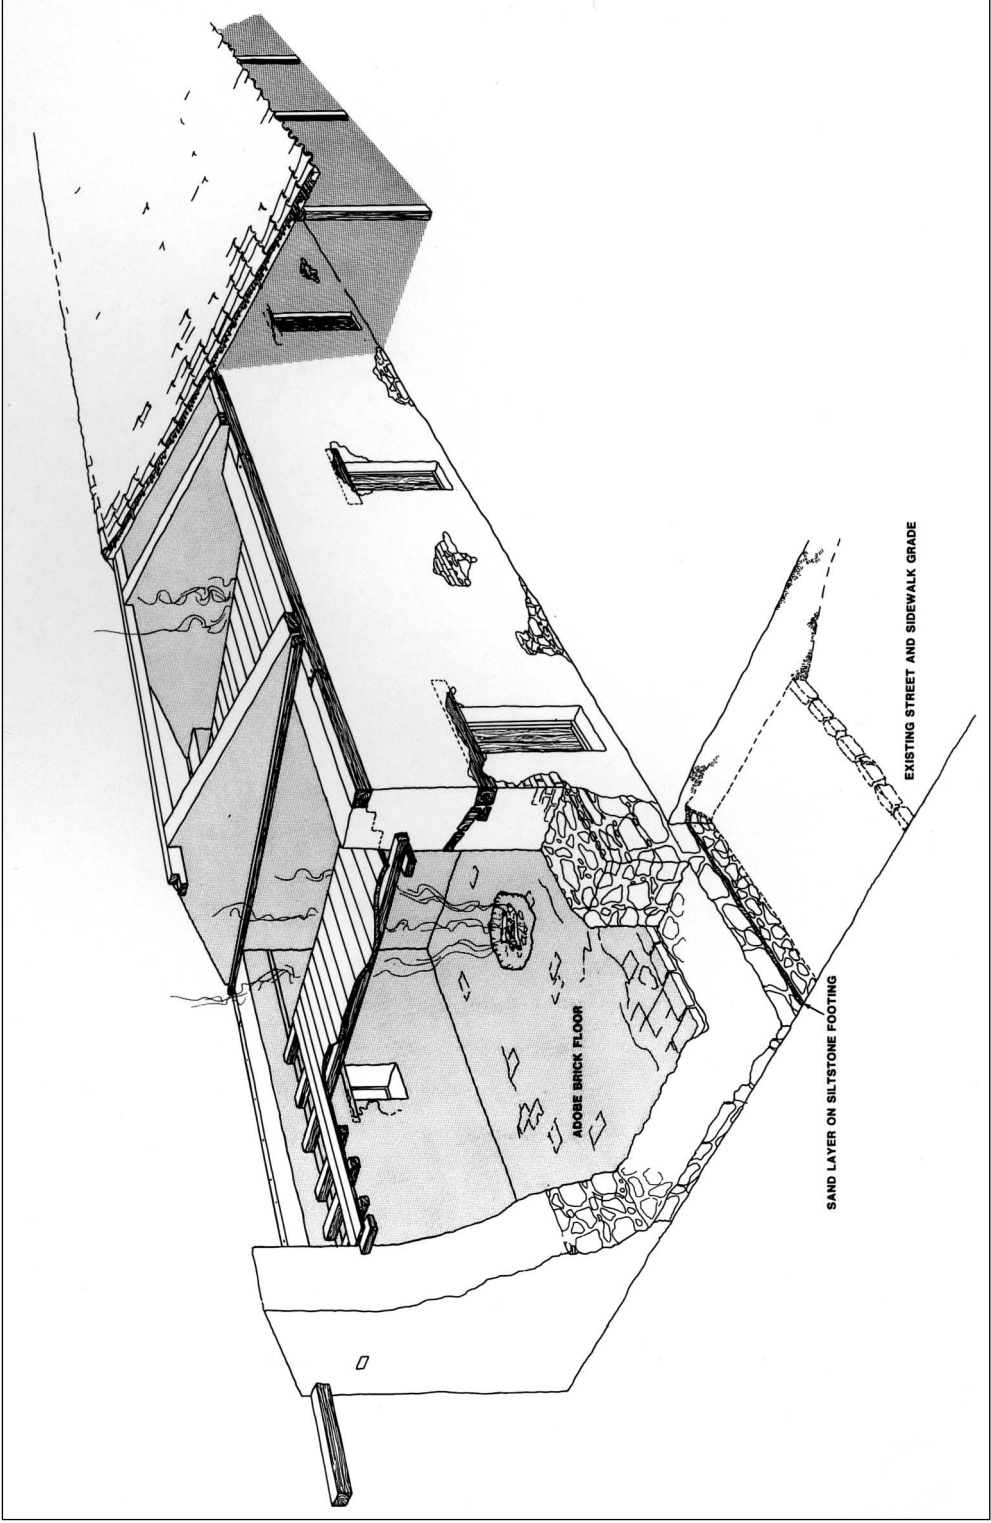 ADOBE BRICK FLOOR
SAND LAYER ON SILTSTONE FOOTING
EXISTING STREET AND SIDEWALK GRADE